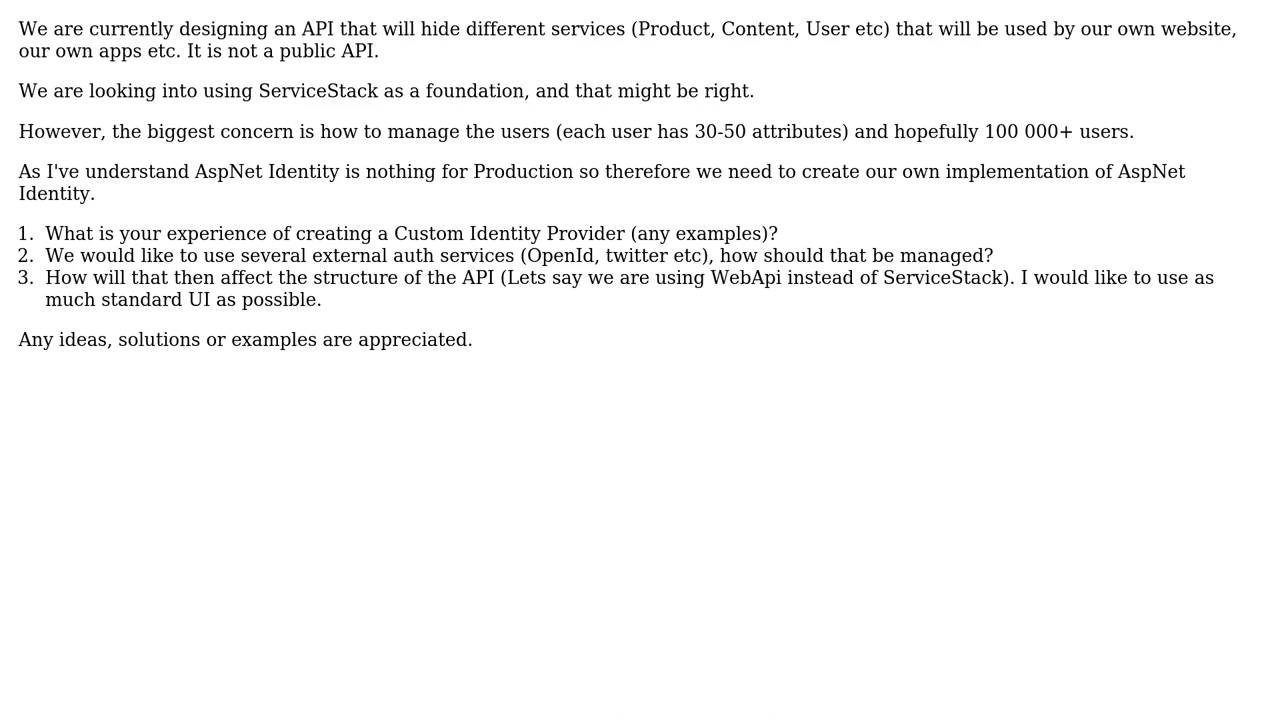 We are currently designing an API that will hide different services (Product, Content, User etc) that will be used by our own website,
our own apps etc. It is not a public API.
We are looking into using ServiceStack as a foundation, and that might be right.
However, the biggest concern is how to manage the users (each user has 30-50 attributes) and hopefully 100 000+ users.
As I've understand AspNet Identity is nothing for Production so therefore we need to create our own implementation of AspNet
Identity.
1. What is your experience of creating a Custom Identity Provider (any examples)?
2. We would like to use several external auth services (OpenId, twitter etc), how should that be managed?
3. How will that then affect the structure of the API (Lets say we are using WebApi instead of ServiceStack). I would like to use as
much standard UI as possible.
Any ideas, solutions or examples are appreciated.